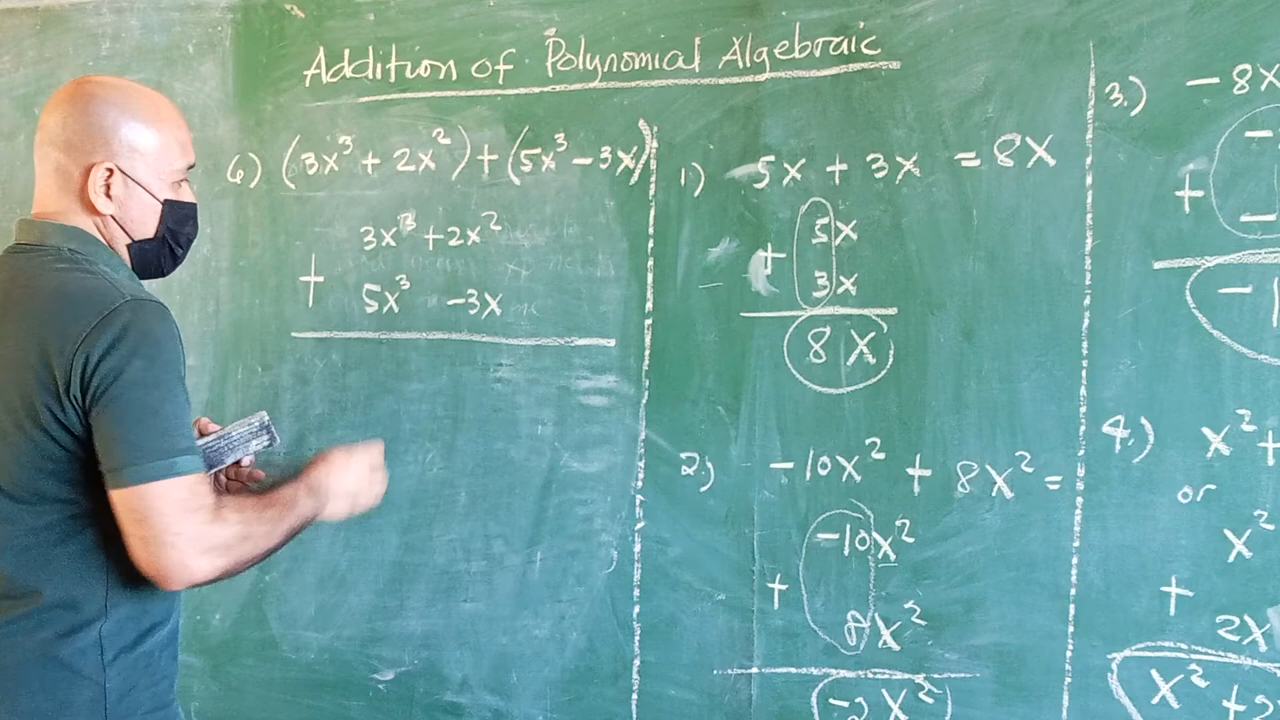 Addition of Polynomial Algebraic
6) (3x³ + 2x²) + (5x³ - 3x)
3x³ + 2x²
+ 5x³ - 3x
1) 5x + 3x = 8x
5x
+ 3x
8x
2) -10x² + 8x² =
-10x²
+ 8x²
-2x²
3.) -8x
-
+ -
-1
4.) x² +
or
x²
+ 2x
x² + 2